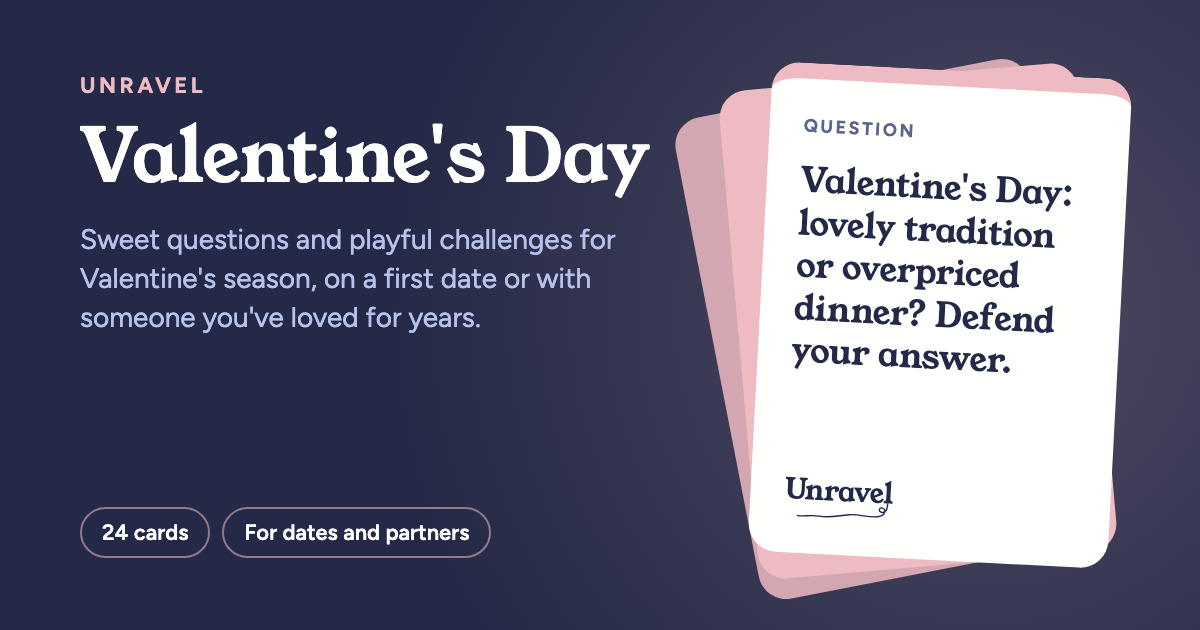 UNRAVEL
Valentine's Day
Sweet questions and playful challenges for
Valentine's season, on a first date or with
someone you've loved for years.
24 cards
For dates and partners
QUESTION
Valentine's Day:
lovely tradition
or overpriced
dinner? Defend
your answer.
Unravel